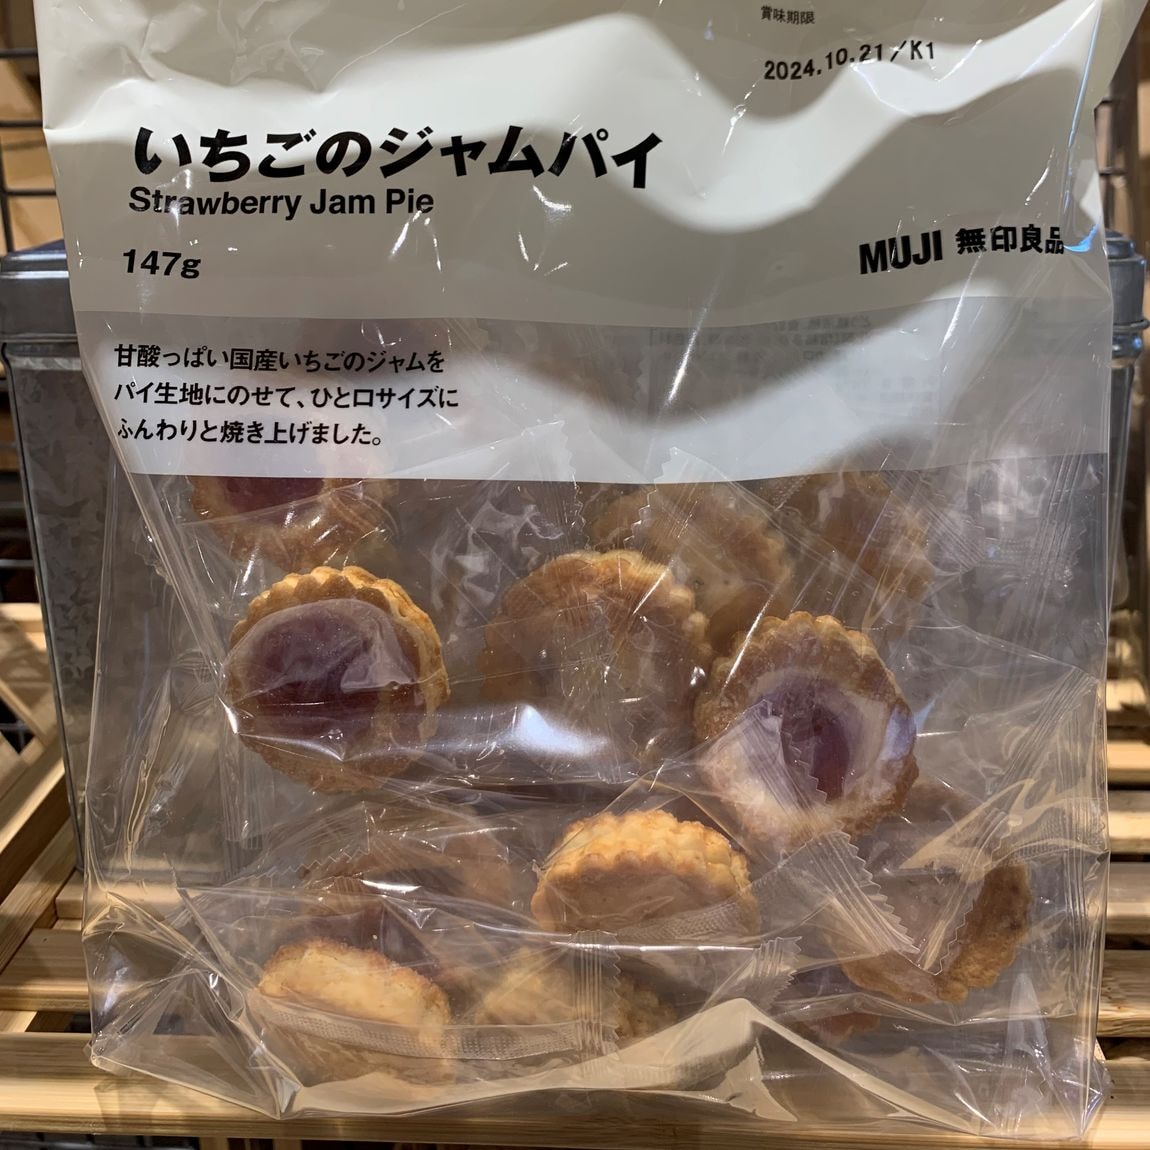 賞味期限
2024.10.21/K1
いちごのジャムパイ
Strawberry Jam Pie
147g
MUJI 無印良品
甘酸っぱい国産いちごのジャムを
パイ生地にのせて、ひと口サイズに
ふんわりと焼き上げました。